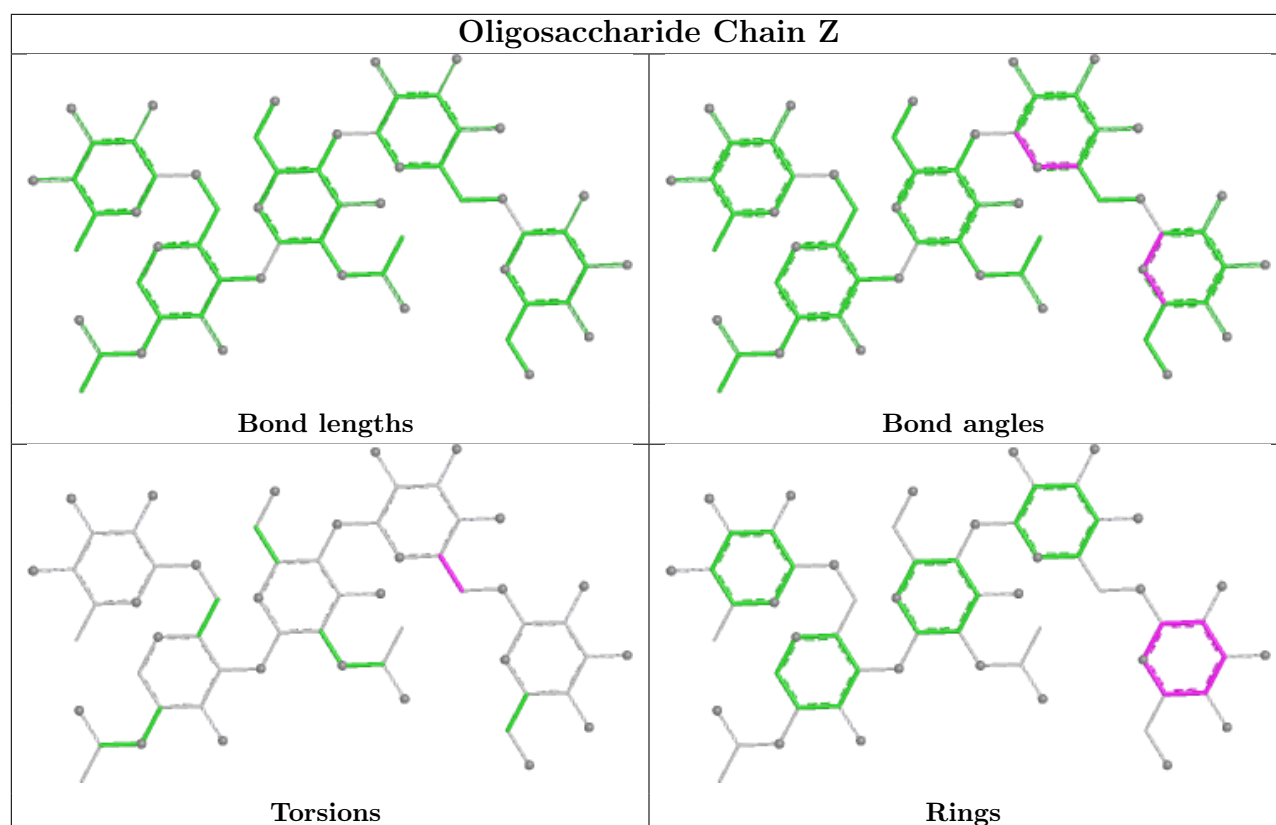 Oligosaccharide Chain Z
Bond lengths
Bond angles
Torsions
Rings